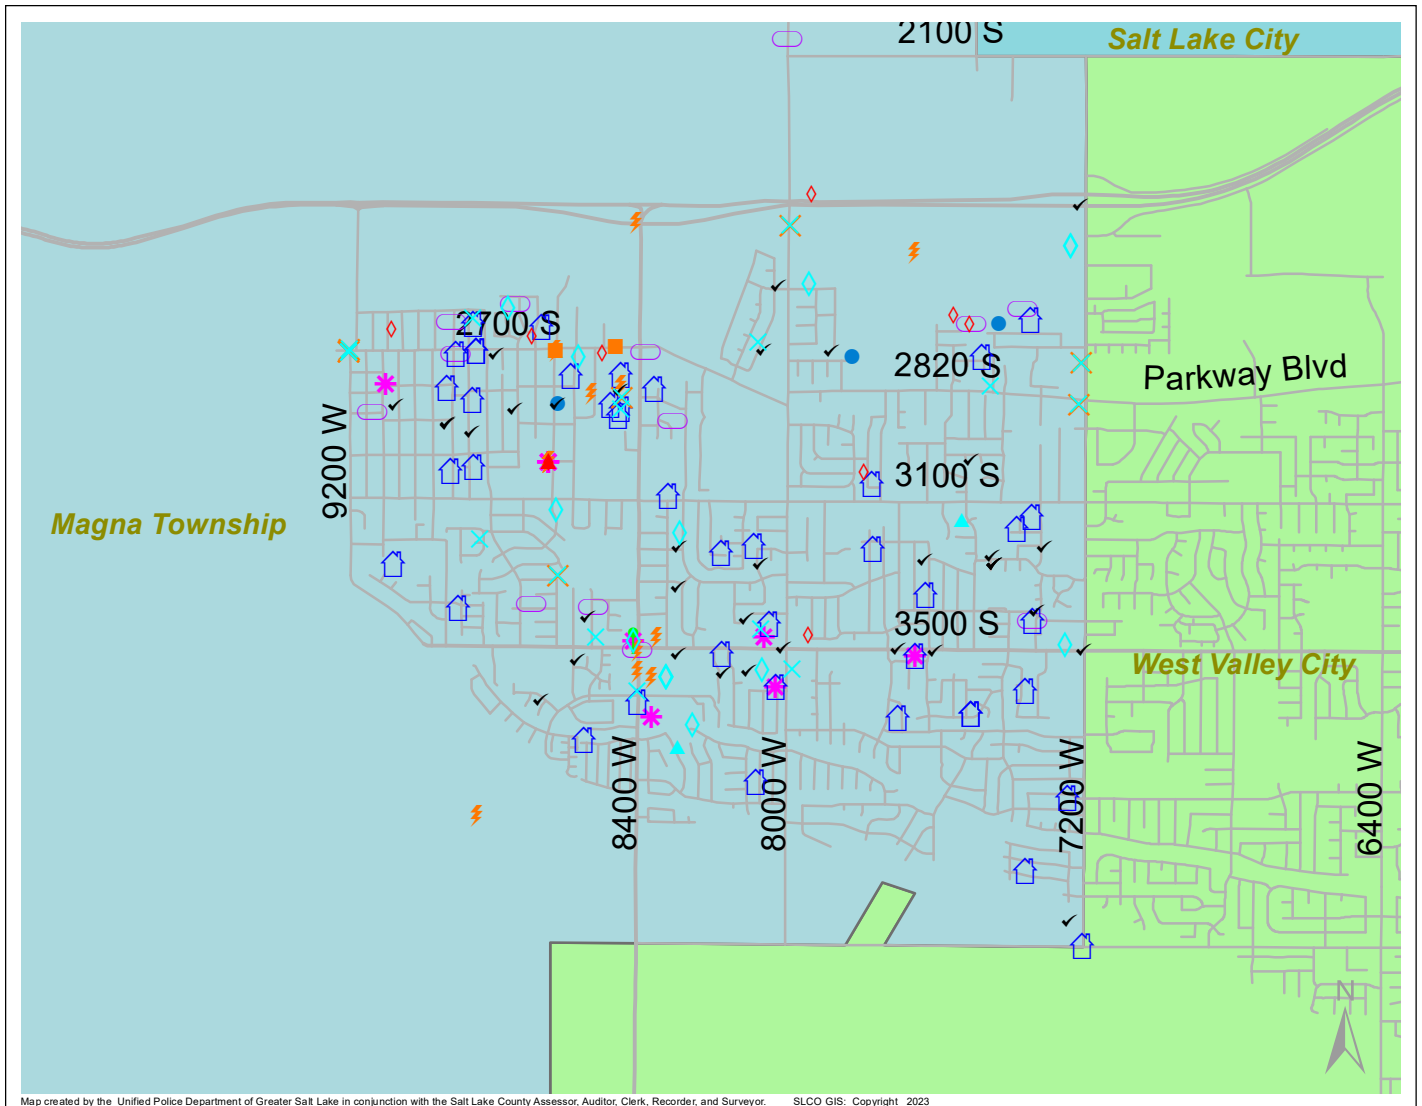 2100 S
Salt Lake City
2700 S
2820 S
Parkway Blvd
9200 W
3100 S
Magna Township
3500 S
West Valley City
8400 W
8000 W
7200 W
6400 W
N
Map created by the Unified Police Department of Greater Salt Lake in conjunction with the Salt Lake County Assessor, Auditor, Clerk, Recorder, and Surveyor. SLCO GIS: Copyright 2023